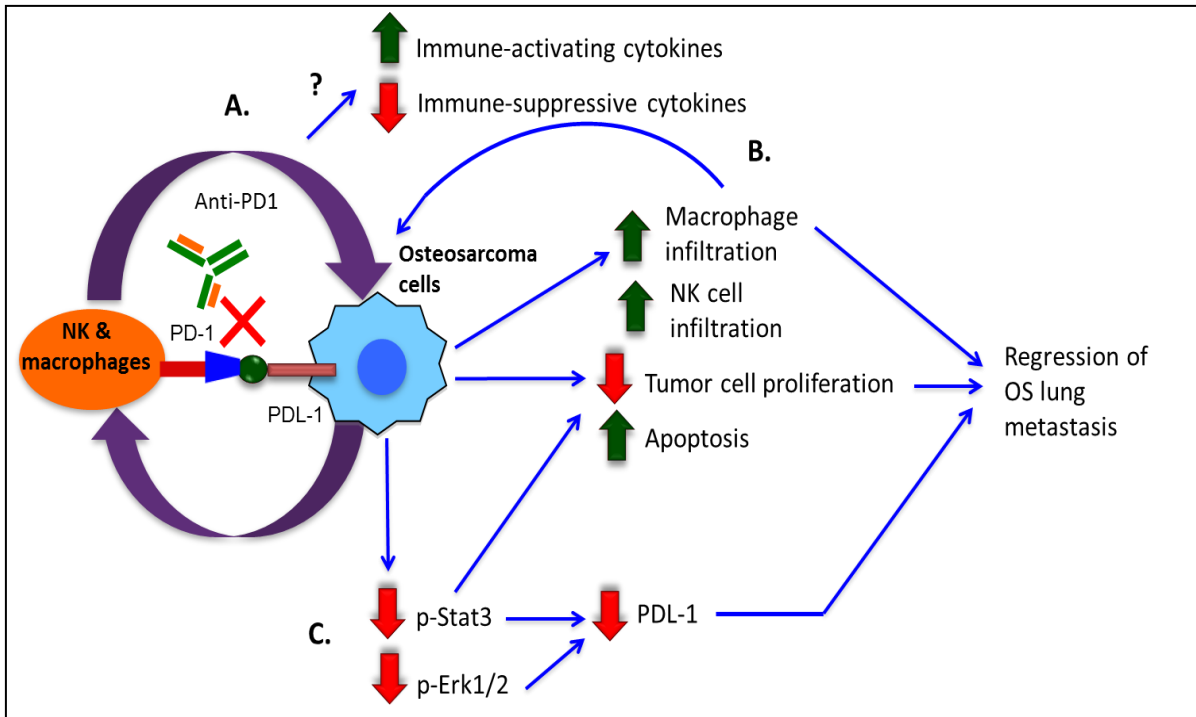 Immune-activating cytokines
?
A.
Immune-suppressive cytokines
B.
Anti-PD1
Macrophage
infiltration
Osteosarcoma
cells
NK cell
infiltration
NK &
macrophages
PD-1
PDL-1
Tumor cell proliferation
Apoptosis
Regression of
OS lung
metastasis
C.
p-Stat3
PDL-1
p-Erk1/2